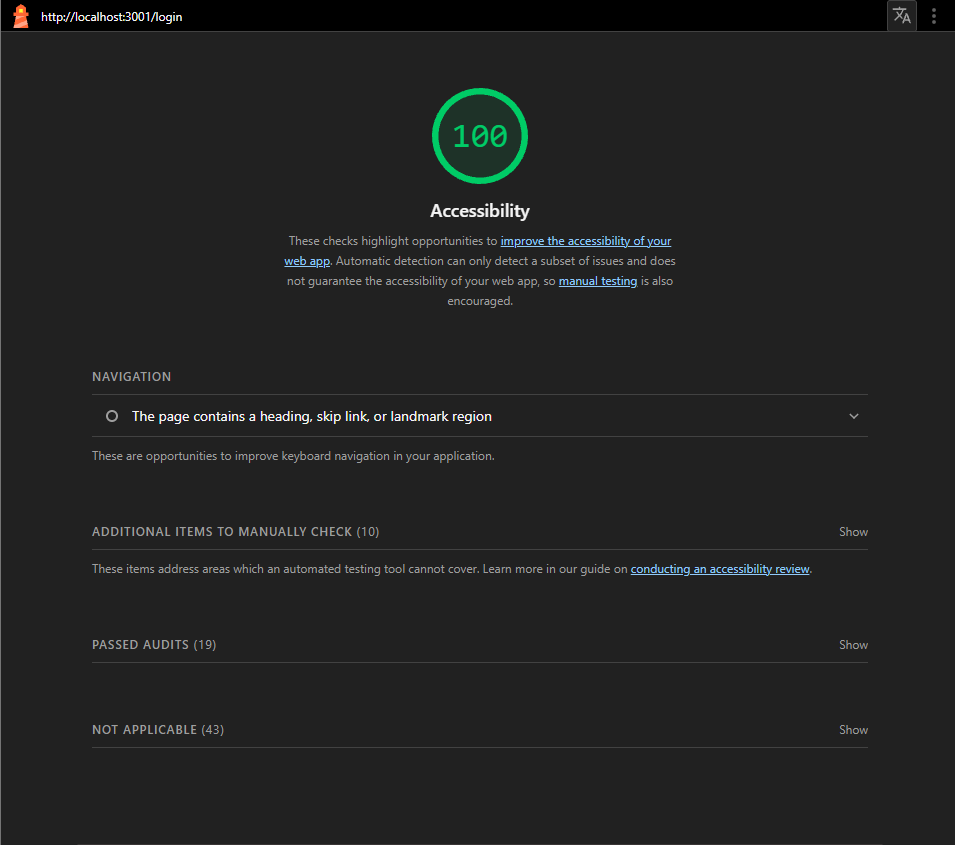 http://localhost:3001/login
100
Accessibility
These checks highlight opportunities to improve the accessibility of your
web app. Automatic detection can only detect a subset of issues and does
not guarantee the accessibility of your web app, so manual testing is also
encouraged.
NAVIGATION
The page contains a heading, skip link, or landmark region
These are opportunities to improve keyboard navigation in your application.
ADDITIONAL ITEMS TO MANUALLY CHECK (10) Show
These items address areas which an automated testing tool cannot cover. Learn more in our guide on conducting an accessibility review.
PASSED AUDITS (19) Show
NOT APPLICABLE (43) Show